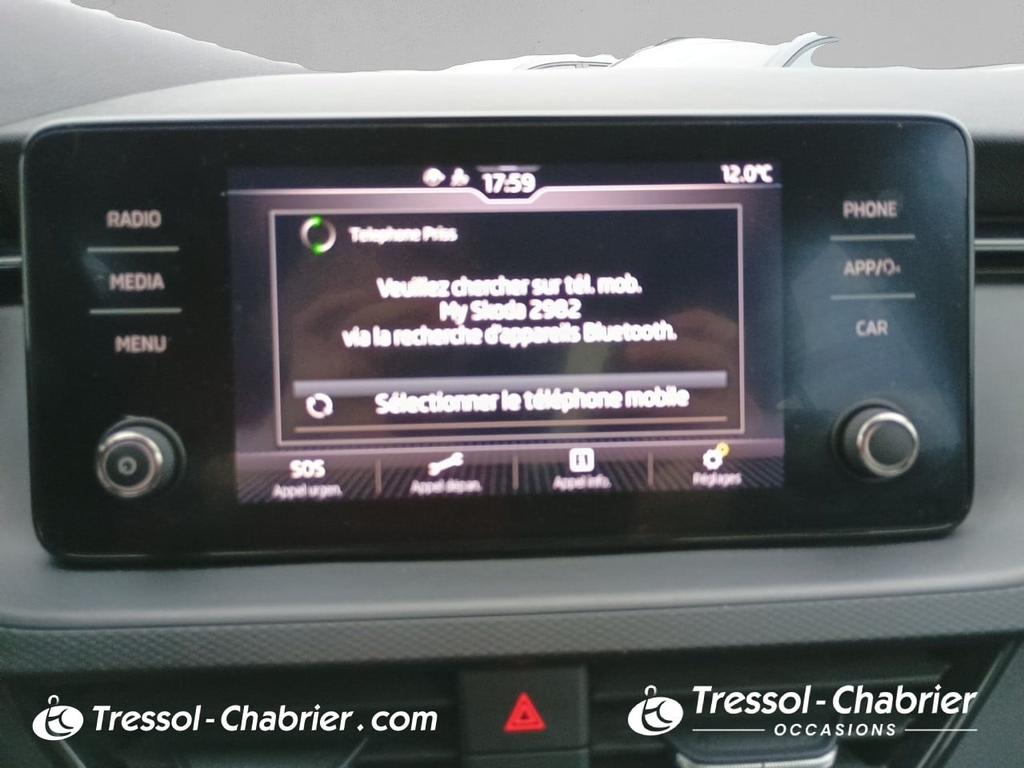 17:59
12.0°C
RADIO
MEDIA
MENU
PHONE
APP/
CAR
Telephone Priss
Veuillez chercher sur tél. mob.
My Skoda 2982
via la recherche d'appareils Bluetooth.
Sélectionner le téléphone mobile
SOS
Appel urgen.
Appel dépan.
Appel info.
Réglages
Tressol-Chabrier.com
Tressol-Chabrier
OCCASIONS